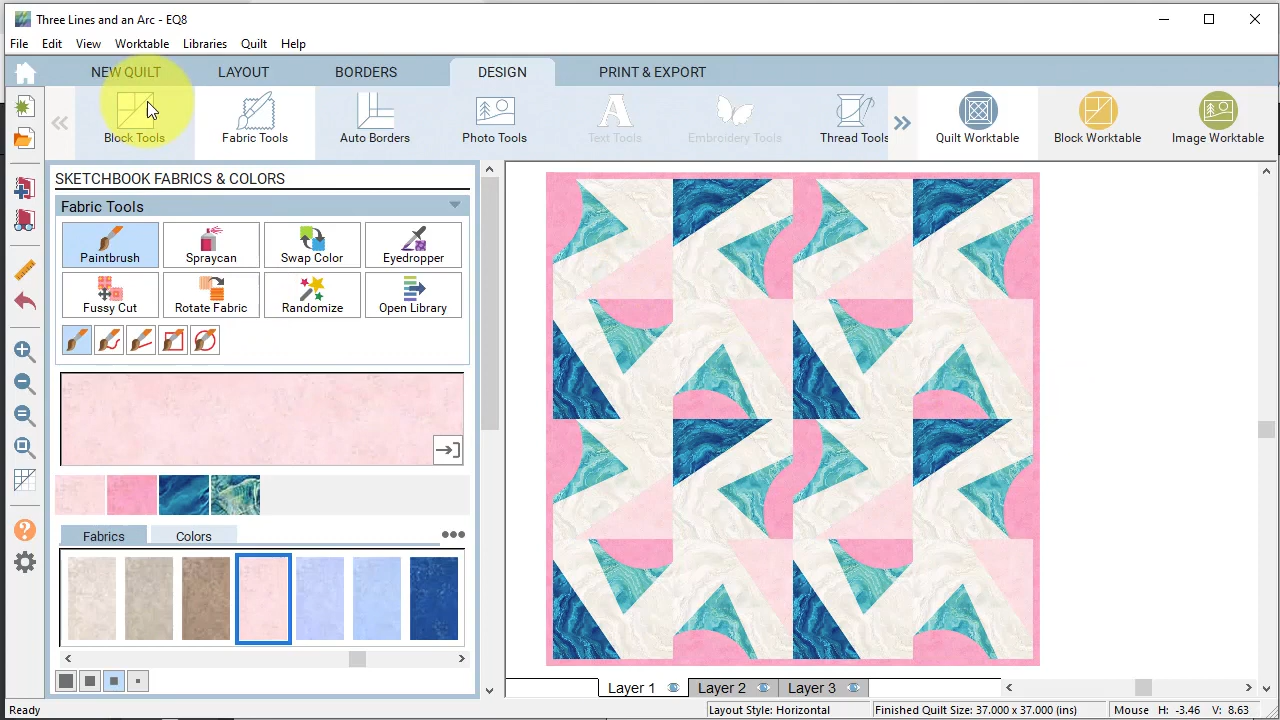 Three Lines and an Arc - EQ8
File Edit View Worktable Libraries Quilt Help
NEW QUILT LAYOUT BORDERS DESIGN PRINT & EXPORT
Block Tools Fabric Tools Auto Borders Photo Tools Text Tools Embroidery Tools Thread Tools Quilt Worktable Block Worktable Image Worktable
SKETCHBOOK FABRICS & COLORS
Fabric Tools
Paintbrush Spraycan Swap Color Eyedropper
Fussy Cut Rotate Fabric Randomize Open Library
Fabrics Colors
Layer 1 Layer 2 Layer 3
Ready Layout Style: Horizontal Finished Quilt Size: 37.000 x 37.000 (ins) Mouse H: -3.46 V: 8.63